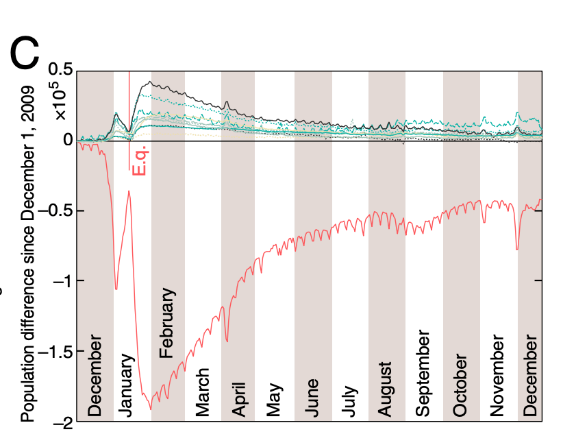 C
Population difference since December 1, 2009
×10⁵
0.5
0
−0.5
−1
−1.5
−2
E.q.
December
January
February
March
April
May
June
July
August
September
October
November
December